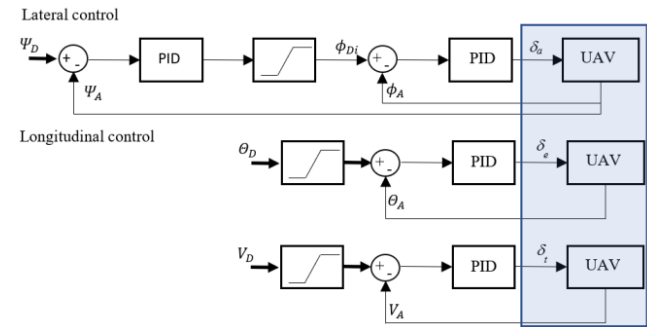 Lateral control
Ψ_D + - PID ϕ_Di + - PID δ_a UAV
Ψ_A ϕ_A
Longitudinal control
Θ_D + - PID δ_e UAV
Θ_A
V_D + - PID δ_t UAV
V_A